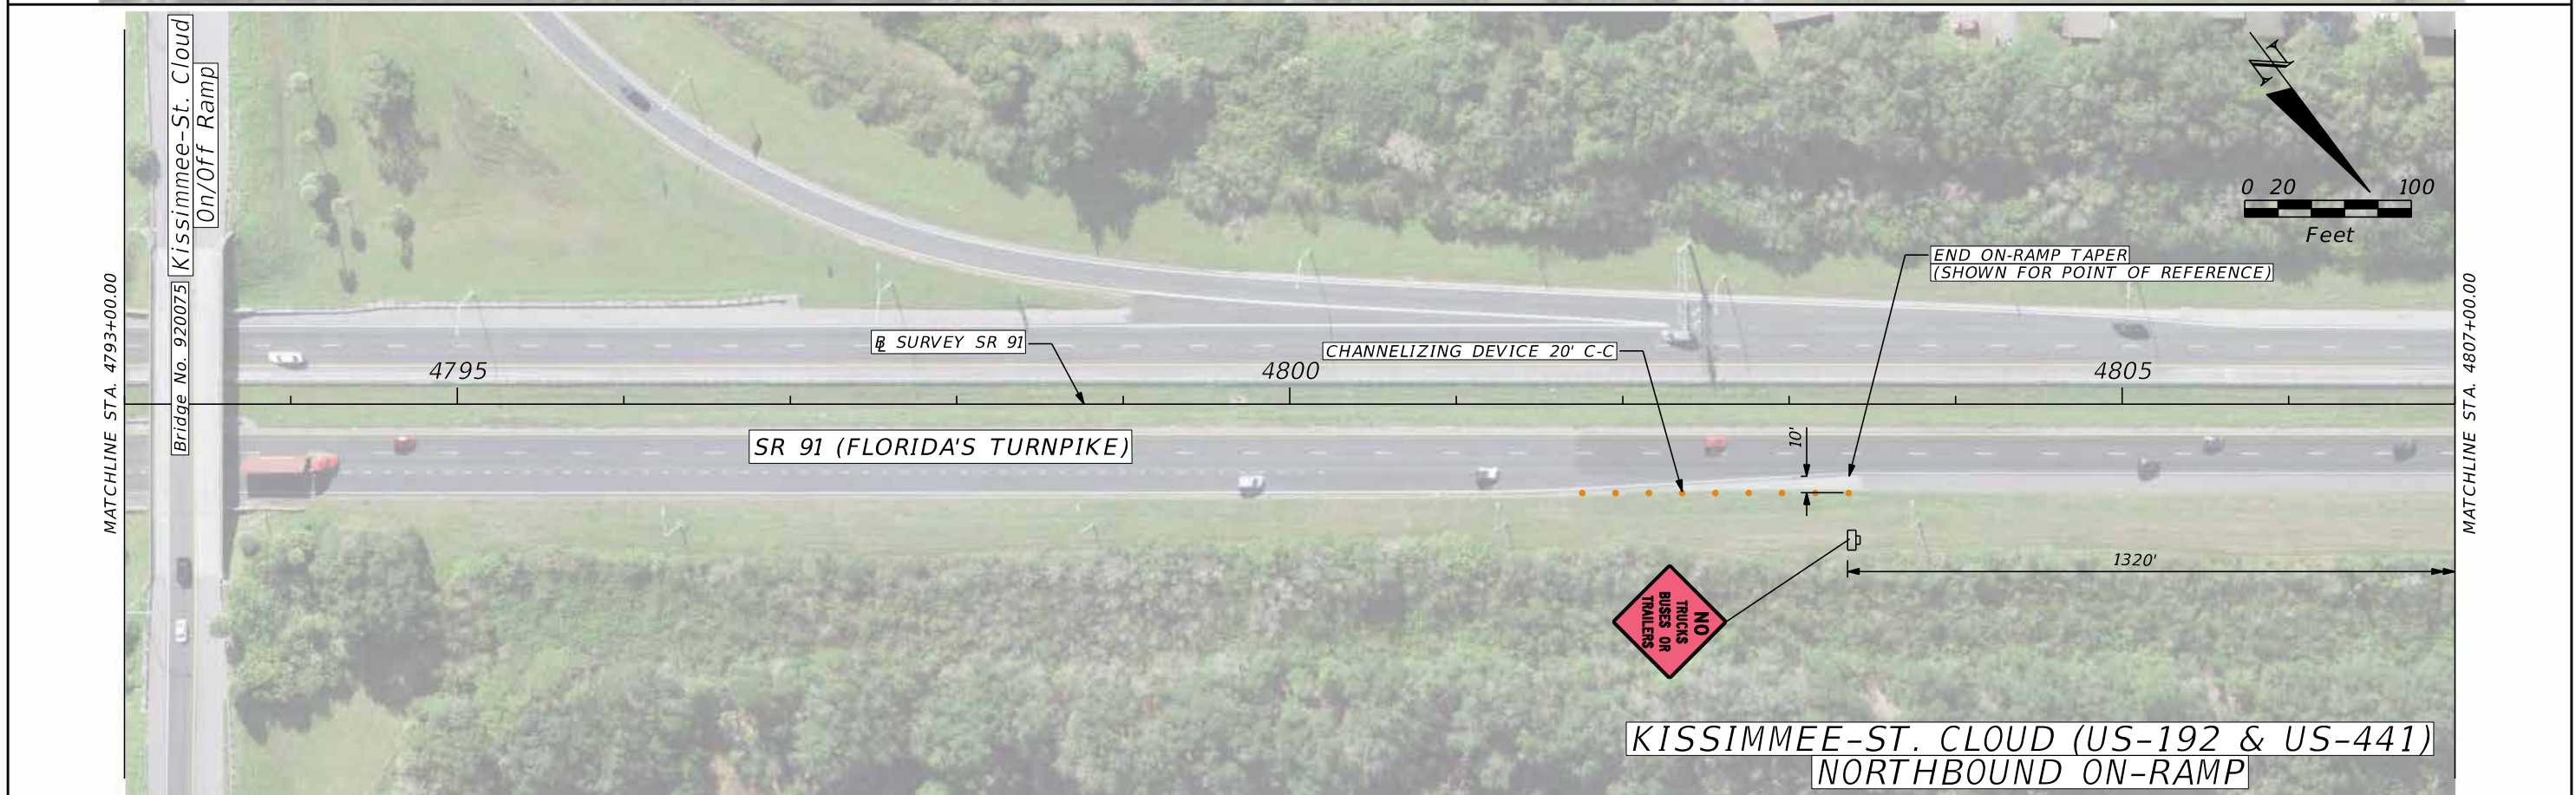 Kissimmee-St. Cloud
On/Off Ramp
Bridge No. 920075
MATCHLINE STA. 4793+00.00
0 20 100
Feet
END ON-RAMP TAPER
(SHOWN FOR POINT OF REFERENCE)
BL SURVEY SR 91
CHANNELIZING DEVICE 20' C-C
4795
4800
4805
SR 91 (FLORIDA'S TURNPIKE)
10'
MATCHLINE STA. 4807+00.00
1320'
NO
TRUCKS
BUSES OR
TRAILERS
KISSIMMEE-ST. CLOUD (US-192 & US-441)
NORTHBOUND ON-RAMP
N